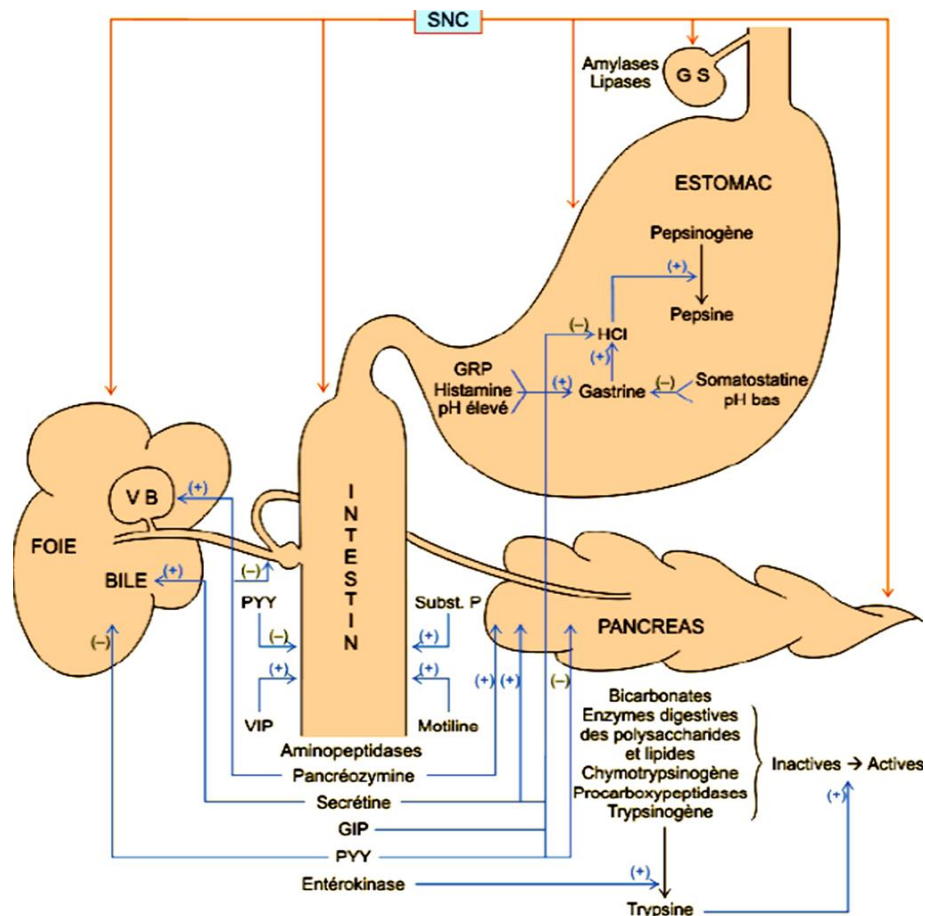 SNC
Amylases
Lipases
G S
ESTOMAC
Pepsinogène
(+)
Pepsine
(–)
HCl
(+)
GRP
Histamine
pH élevé
(+)
Gastrine
(–)
Somatostatine
pH bas
V B
(+)
FOIE
BILE
(+)
(–)
(–)
INTESTIN
PYY
(–)
(+)
VIP
Subst. P
(+)
(+)
Motiline
PANCREAS
(+)
(+)
(–)
Aminopeptidases
Pancréozymine
Secrétine
GIP
PYY
Entérokinase
(+)
Bicarbonates
Enzymes digestives
des polysaccharides
et lipides
Chymotrypsinogène
Procarboxypeptidases
Trypsinogène
Inactives → Actives
(+)
Trypsine